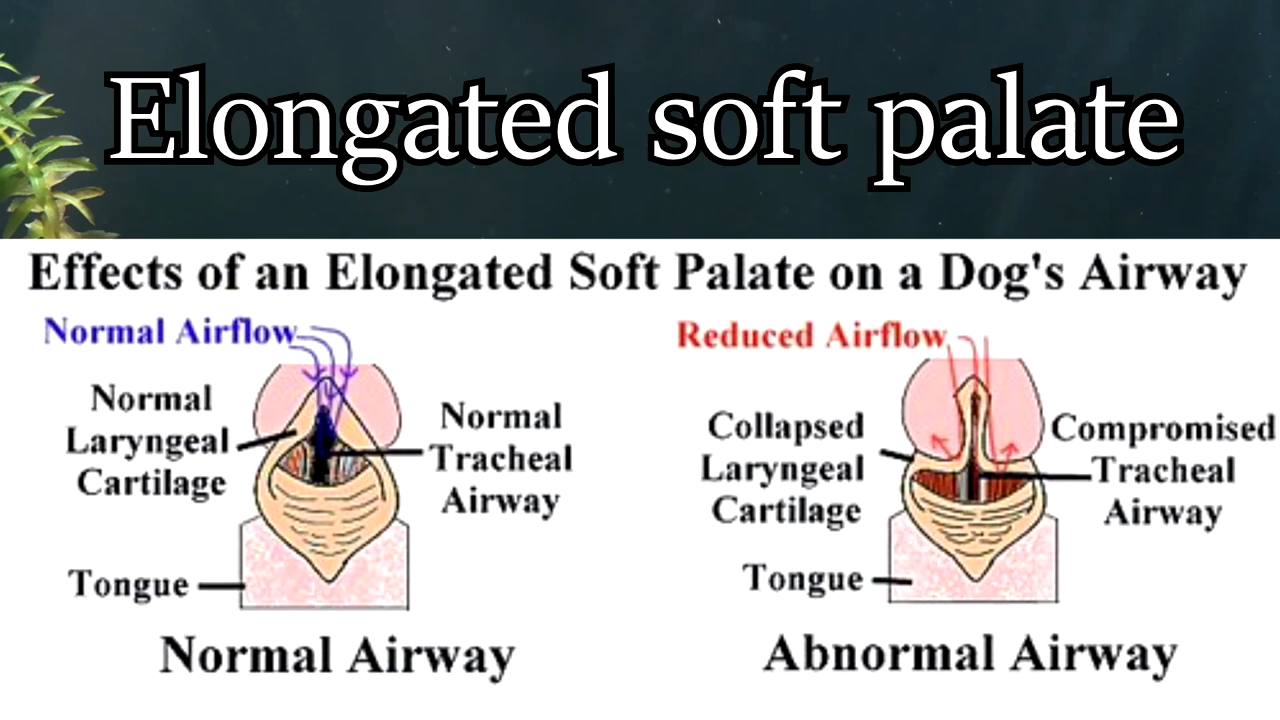 Elongated soft palate
Effects of an Elongated Soft Palate on a Dog's Airway
Normal Airflow
Normal
Laryngeal
Cartilage
Normal
Tracheal
Airway
Tongue
Normal Airway
Reduced Airflow
Collapsed
Laryngeal
Cartilage
Compromised
Tracheal
Airway
Tongue
Abnormal Airway